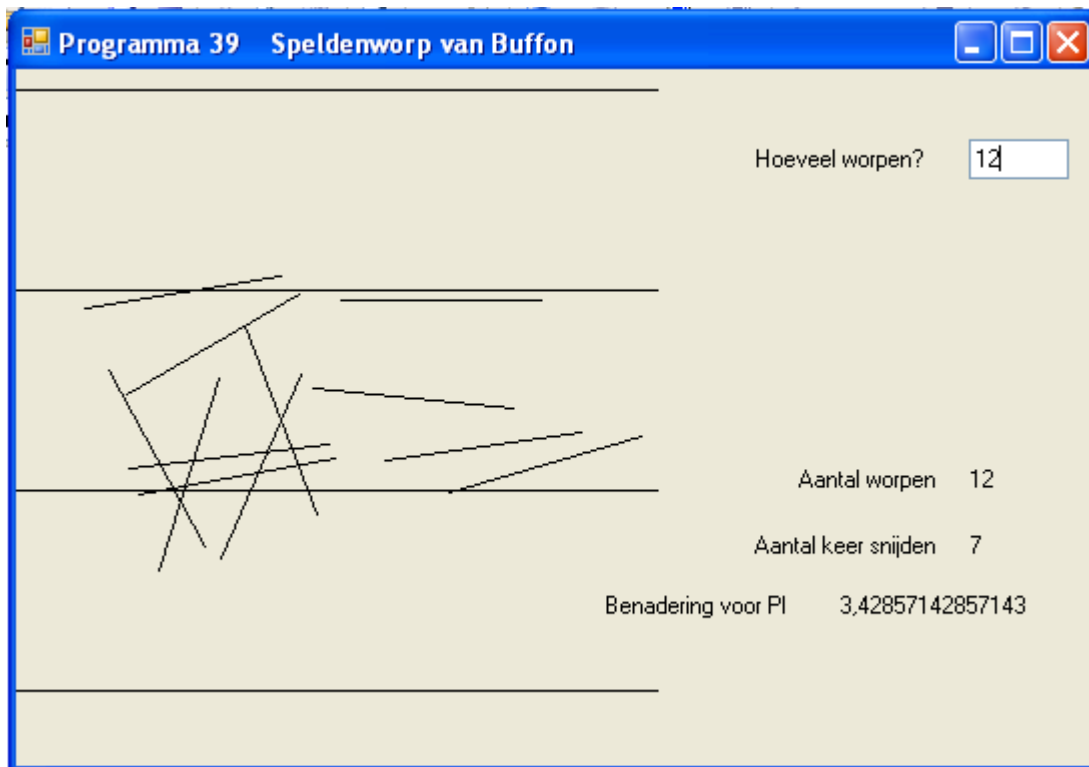 Programma 39 Speldenworp van Buffon
Hoeveel worpen? 12
Aantal worpen 12
Aantal keer snijden 7
Benadering voor PI 3,42857142857143